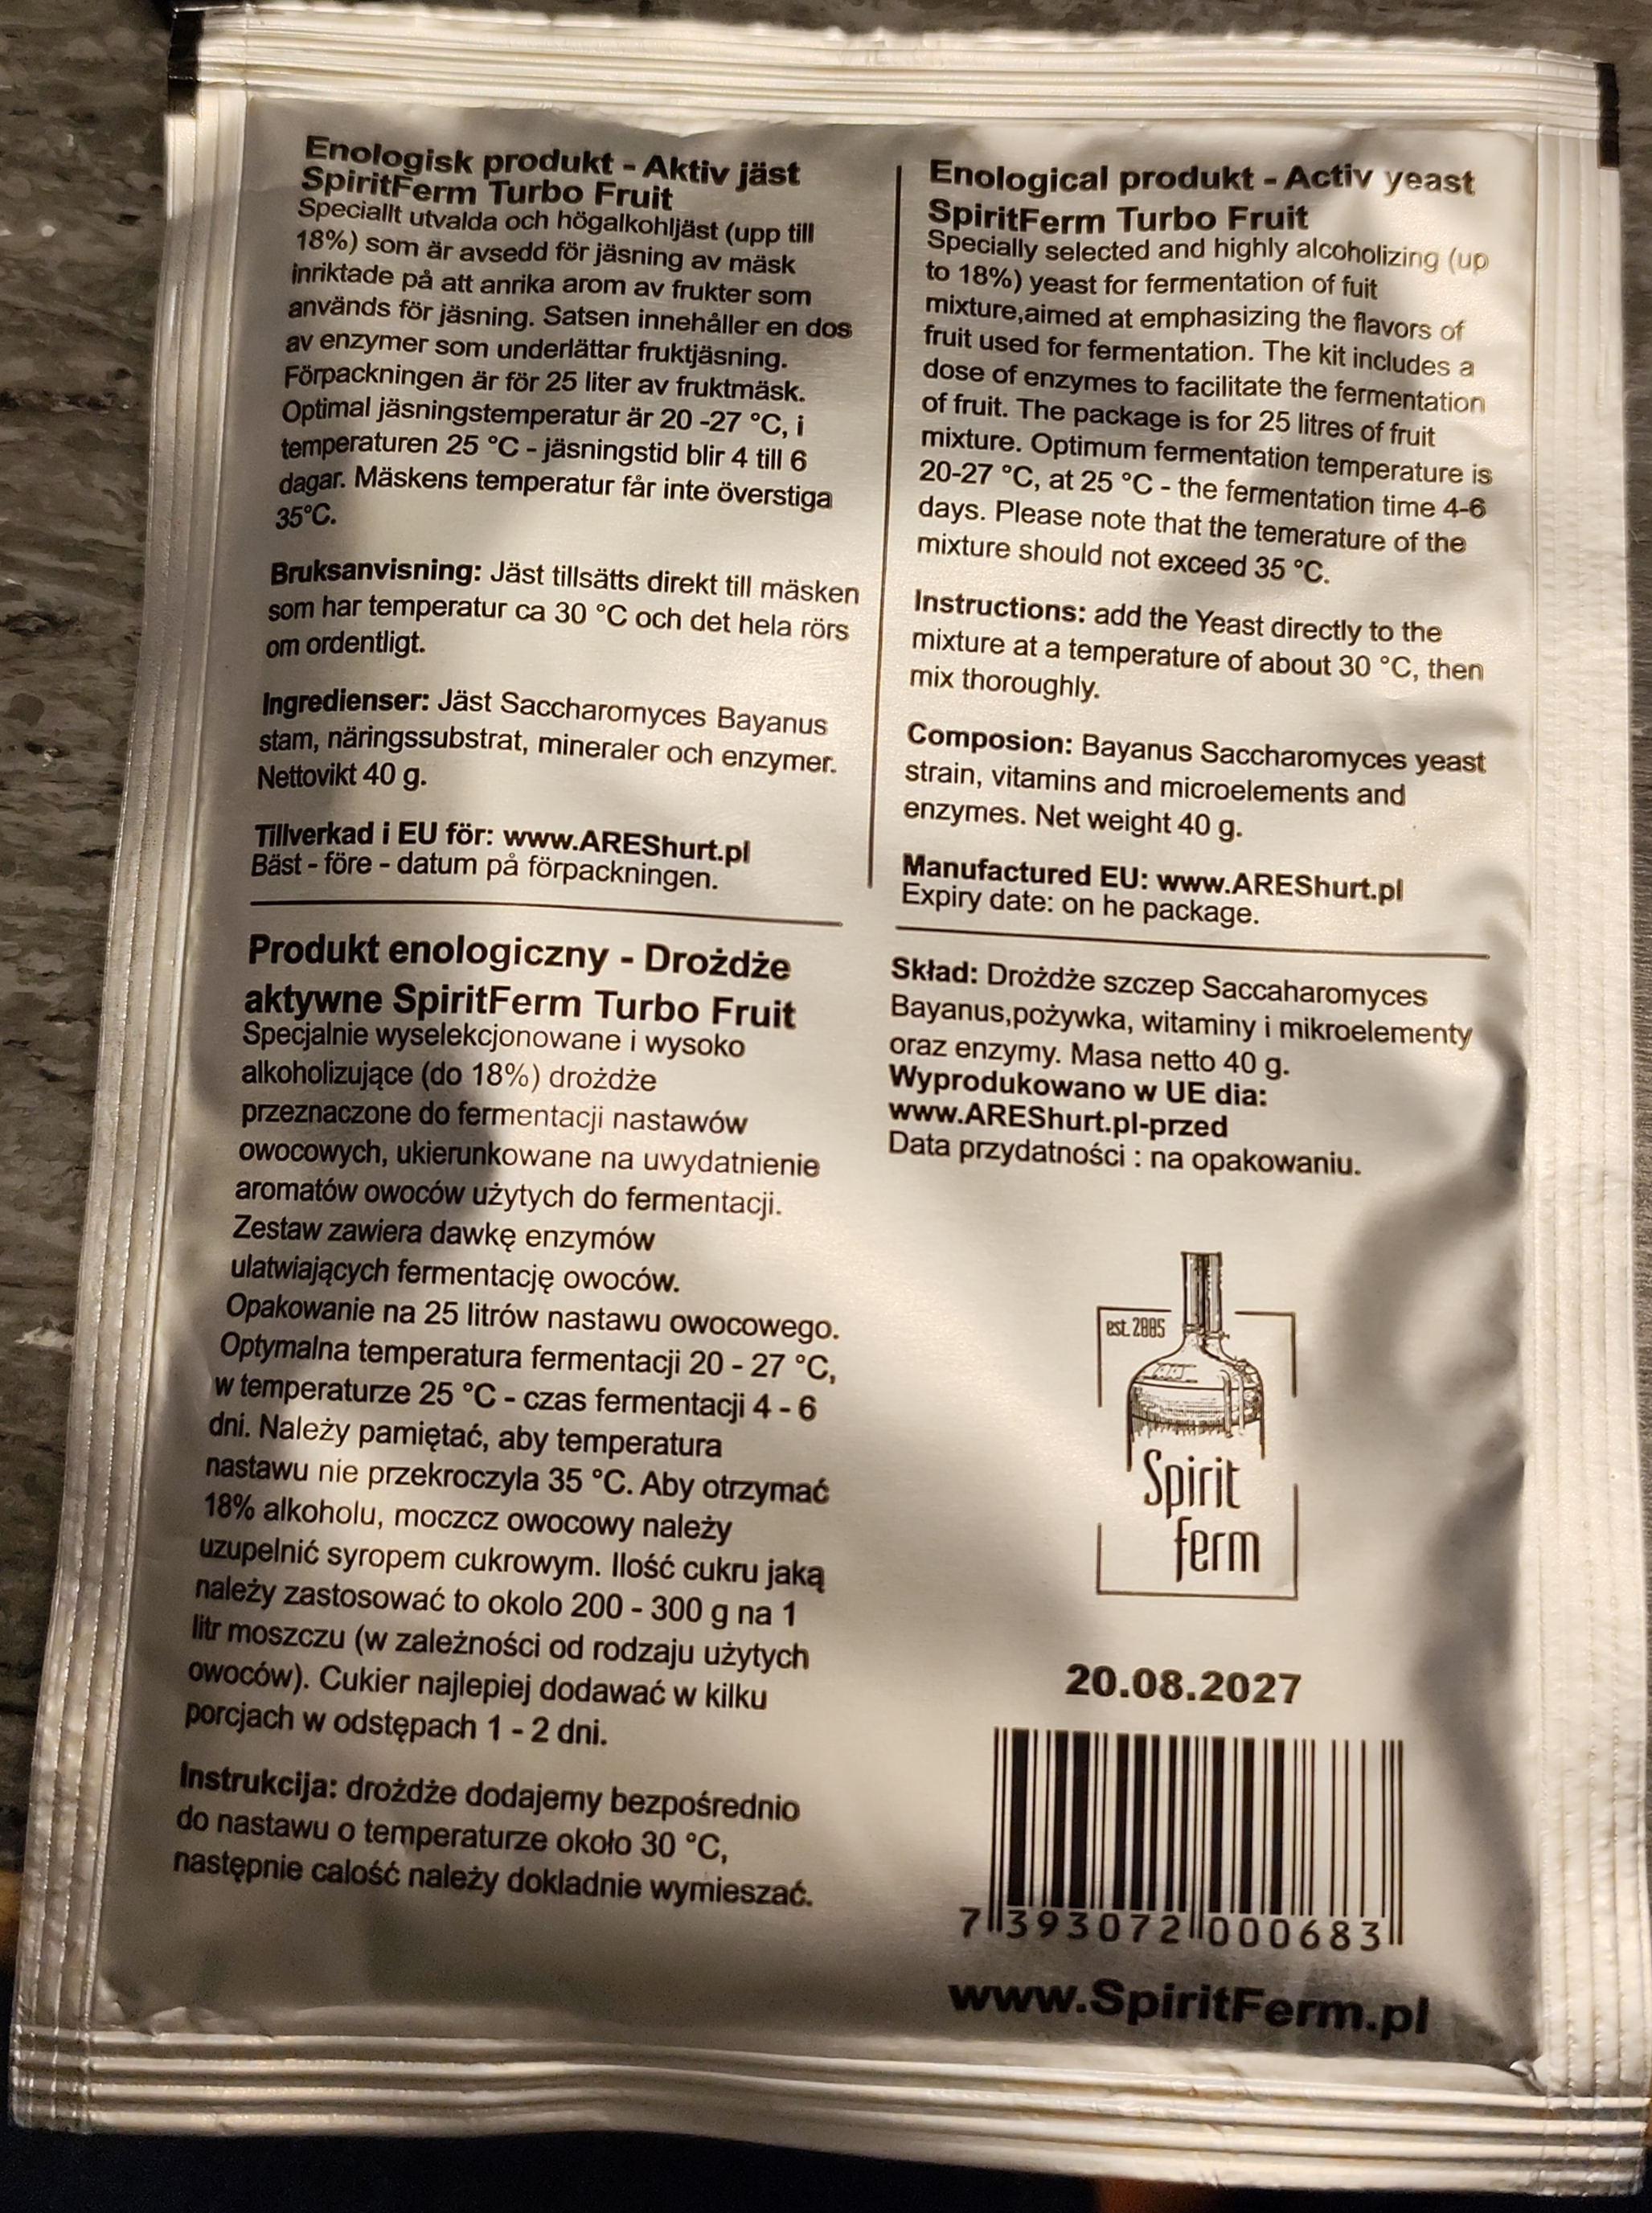 Enologisk produkt - Aktiv jäst
SpiritFerm Turbo Fruit
Speciallt utvalda och högalkohljäst (upp till
18%) som är avsedd för jäsning av mäsk
inriktade på att anrika arom av frukter som
används för jäsning. Satsen innehåller en dos
av enzymer som underlättar fruktjäsning.
Förpackningen är för 25 liter av fruktmäsk.
Optimal jäsningstemperatur är 20 -27 °C, i
temperaturen 25 °C - jäsningstid blir 4 till 6
dagar. Mäskens temperatur får inte överstiga
35°C.
Bruksanvisning: Jäst tillsätts direkt till mäsken
som har temperatur ca 30 °C och det hela rörs
om ordentligt.
Ingredienser: Jäst Saccharomyces Bayanus
stam, näringssubstrat, mineraler och enzymer.
Nettovikt 40 g.
Tillverkad i EU för: www.AREShurt.pl
Bäst - före - datum på förpackningen.
Enological produkt - Activ yeast
SpiritFerm Turbo Fruit
Specially selected and highly alcoholizing (up
to 18%) yeast for fermentation of fuit
mixture,aimed at emphasizing the flavors of
fruit used for fermentation. The kit includes a
dose of enzymes to facilitate the fermentation
of fruit. The package is for 25 litres of fruit
mixture. Optimum fermentation temperature is
20-27 °C, at 25 °C - the fermentation time 4-6
days. Please note that the temerature of the
mixture should not exceed 35 °C.
Instructions: add the Yeast directly to the
mixture at a temperature of about 30 °C, then
mix thoroughly.
Composion: Bayanus Saccharomyces yeast
strain, vitamins and microelements and
enzymes. Net weight 40 g.
Manufactured EU: www.AREShurt.pl
Expiry date: on he package.
Produkt enologiczny - Drożdże
aktywne SpiritFerm Turbo Fruit
Specjalnie wyselekcjonowane i wysoko
alkoholizujące (do 18%) drożdże
przeznaczone do fermentacji nastawów
owocowych, ukierunkowane na uwydatnienie
aromatów owoców użytych do fermentacji.
Zestaw zawiera dawkę enzymów
ulatwiających fermentację owoców.
Opakowanie na 25 litrów nastawu owocowego.
Optymalna temperatura fermentacji 20 - 27 °C,
w temperaturze 25 °C - czas fermentacji 4 - 6
dni. Należy pamiętać, aby temperatura
nastawu nie przekroczyla 35 °C. Aby otrzymać
18% alkoholu, moczcz owocowy należy
uzupelnić syropem cukrowym. Ilość cukru jaką
należy zastosować to okolo 200 - 300 g na 1
litr moszczu (w zależności od rodzaju użytych
owoców). Cukier najlepiej dodawać w kilku
porcjach w odstępach 1 - 2 dni.
Instrukcija: drożdże dodajemy bezpośrednio
do nastawu o temperaturze około 30 °C,
następnie calość należy dokladnie wymieszać.
Skład: Drożdże szczep Saccaharomyces
Bayanus,pożywka, witaminy i mikroelementy
oraz enzymy. Masa netto 40 g.
Wyprodukowano w UE dia:
www.AREShurt.pl-przed
Data przydatności : na opakowaniu.
est. 2005
Spirit
ferm
20.08.2027
7 393072 000683
www.SpiritFerm.pl